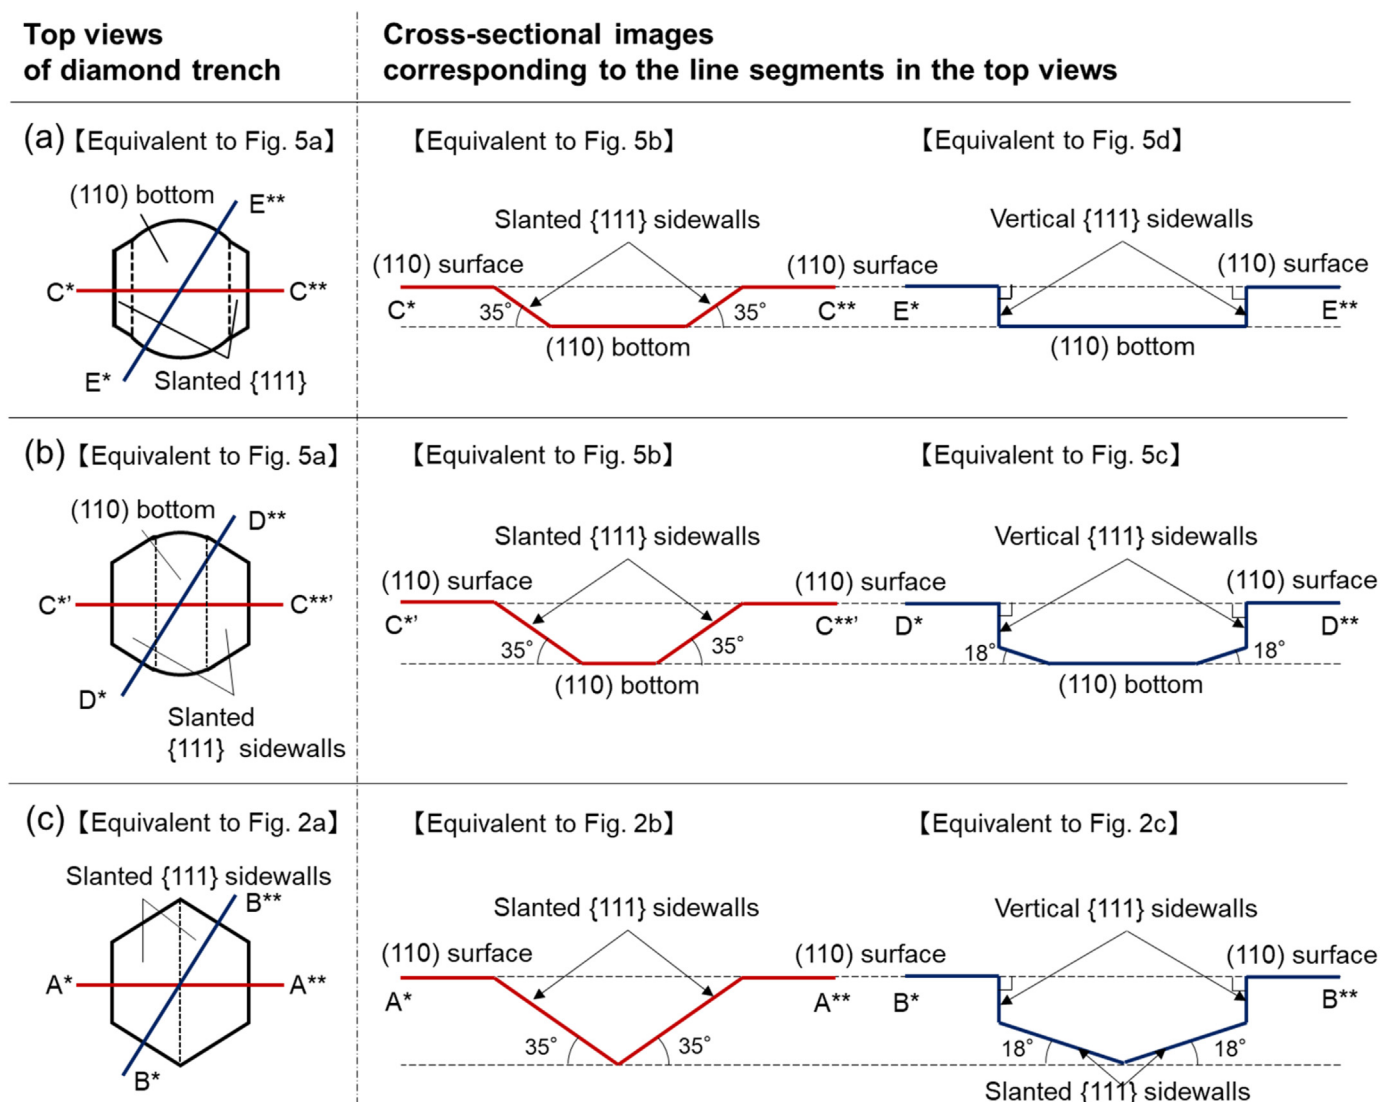 Top views
of diamond trench
Cross-sectional images
corresponding to the line segments in the top views
(a)【Equivalent to Fig. 5a】
【Equivalent to Fig. 5b】
【Equivalent to Fig. 5d】
(110) bottom
E**
C*
C**
E*
Slanted {111}
Slanted {111} sidewalls
(110) surface
(110) surface
C*
35°
35°
C**
(110) bottom
Vertical {111} sidewalls
(110) surface
E*
E**
(110) bottom
(b)【Equivalent to Fig. 5a】
【Equivalent to Fig. 5b】
【Equivalent to Fig. 5c】
(110) bottom
D**
C*'
C**'
D*
Slanted
{111} sidewalls
Slanted {111} sidewalls
(110) surface
(110) surface
C*'
C**'
35°
35°
(110) bottom
Vertical {111} sidewalls
(110) surface
D*
D**
18°
18°
(110) bottom
(c)【Equivalent to Fig. 2a】
【Equivalent to Fig. 2b】
【Equivalent to Fig. 2c】
Slanted {111} sidewalls
B**
A*
A**
B*
Slanted {111} sidewalls
(110) surface
(110) surface
A*
A**
35°
35°
Vertical {111} sidewalls
(110) surface
B*
B**
18°
18°
Slanted {111} sidewalls